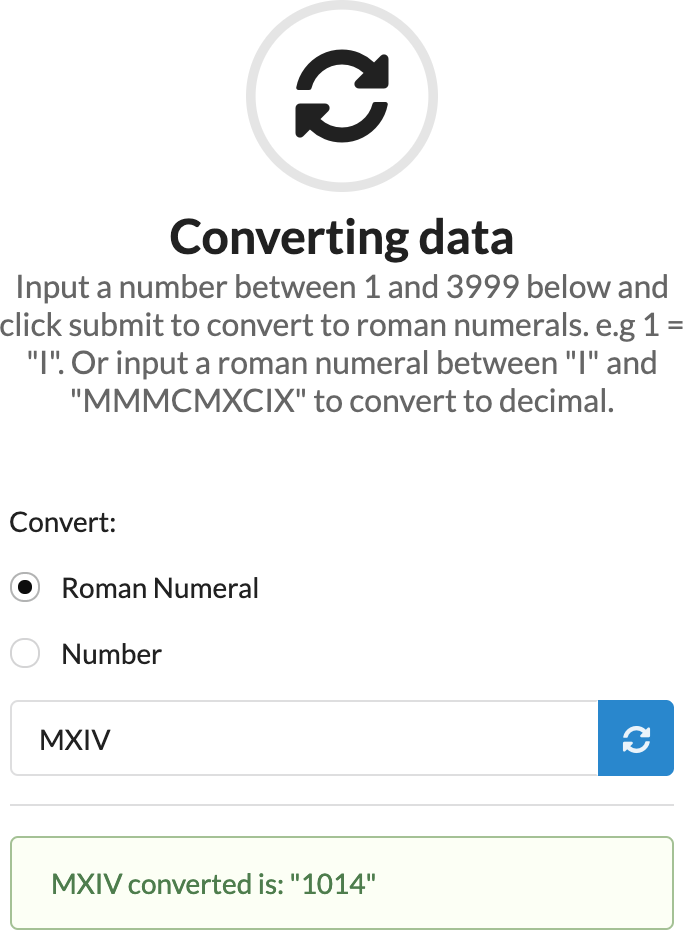 Converting data
Input a number between 1 and 3999 below and
click submit to convert to roman numerals. e.g 1 =
"I". Or input a roman numeral between "I" and
"MMMCMXCIX" to convert to decimal.
Convert:
Roman Numeral
Number
MXIV
MXIV converted is: "1014"